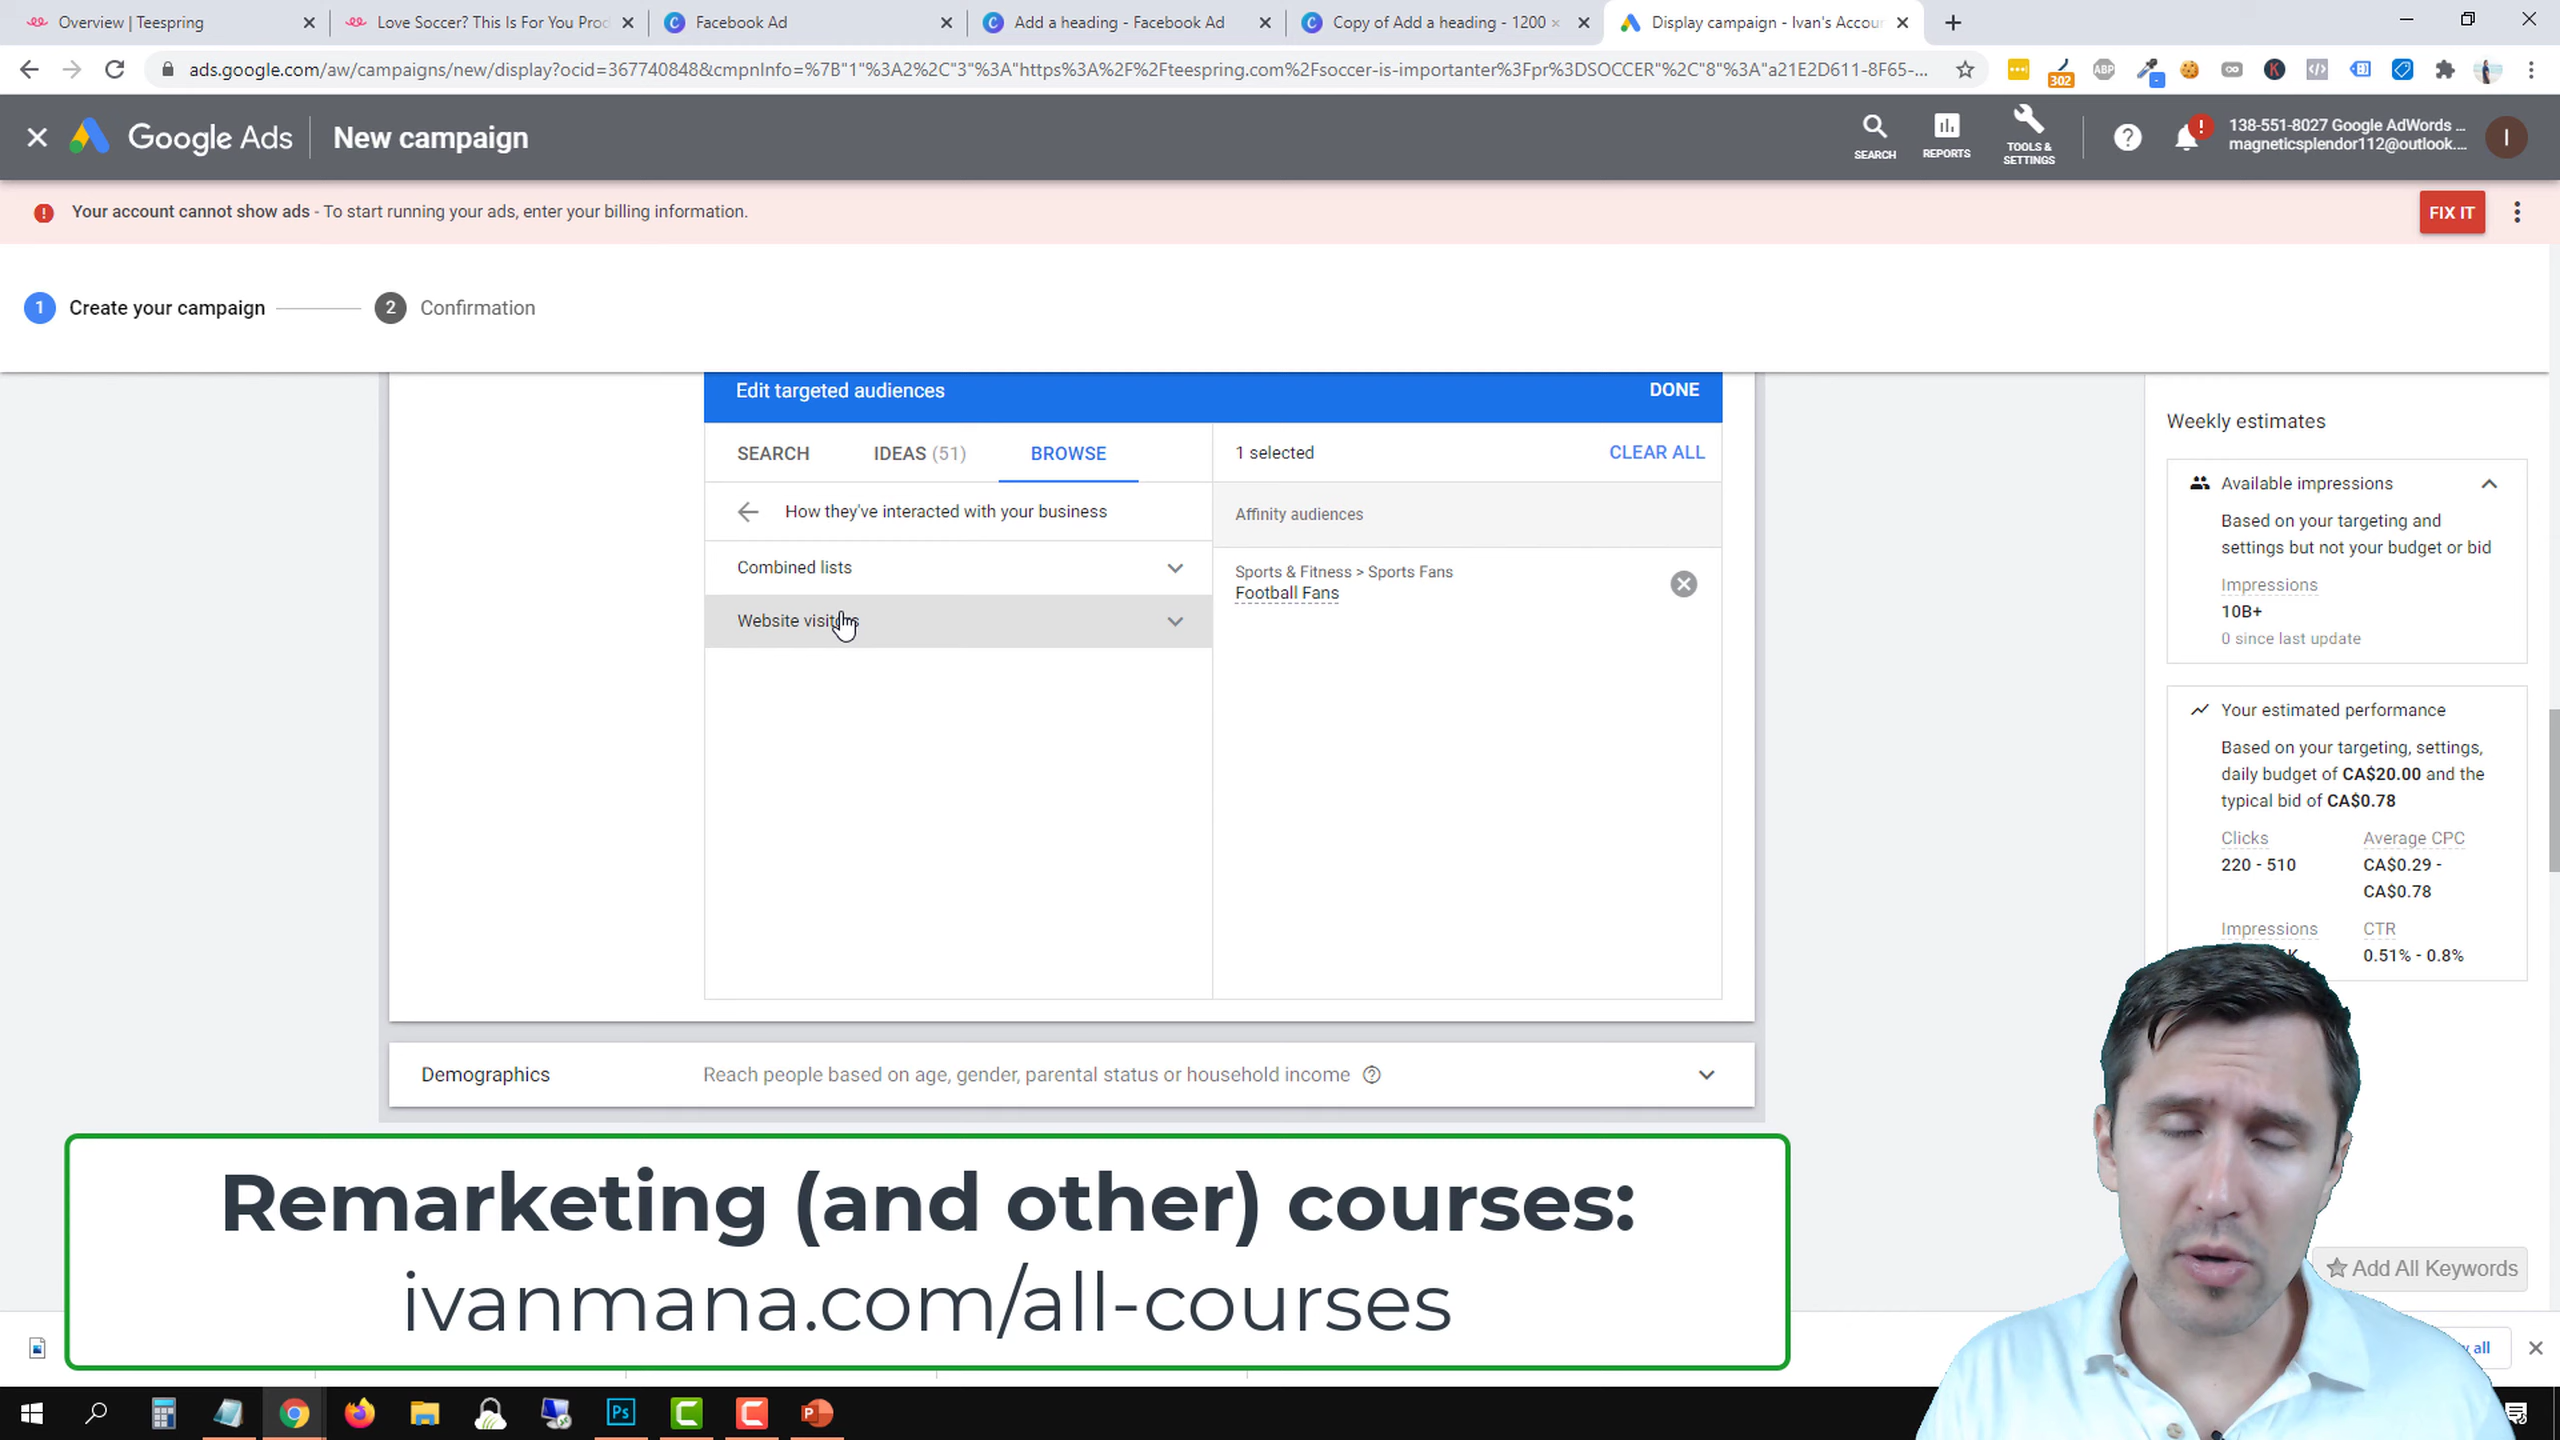 Overview | Teespring
Love Soccer? This Is For You Prod
Facebook Ad
Add a heading - Facebook Ad
Copy of Add a heading - 1200
Display campaign - Ivan's Accou
ads.google.com/aw/campaigns/new/display?ocid=367740848&cmpnInfo=%7B"1"%3A2%2C"3"%3A"https%3A%2F%2Fteespring.com%2Fsoccer-is-importanter%3Fpr%3DSOCCER"%2C"8"%3A"a21E2D611-8F65-...
302
ABP
Google Ads
New campaign
SEARCH
REPORTS
TOOLS &
SETTINGS
138-551-8027 Google AdWords ...
magneticsplendor112@outlook....
I
Your account cannot show ads - To start running your ads, enter your billing information.
FIX IT
1 Create your campaign
2 Confirmation
Edit targeted audiences
DONE
SEARCH
IDEAS (51)
BROWSE
1 selected
CLEAR ALL
How they've interacted with your business
Affinity audiences
Combined lists
Sports & Fitness > Sports Fans
Football Fans
Website visitors
Demographics
Reach people based on age, gender, parental status or household income
Weekly estimates
Available impressions
Based on your targeting and
settings but not your budget or bid
Impressions
10B+
0 since last update
Your estimated performance
Based on your targeting, settings,
daily budget of CA$20.00 and the
typical bid of CA$0.78
Clicks
Average CPC
220 - 510
CA$0.29 -
CA$0.78
Impressions
CTR
0.51% - 0.8%
Add All Keywords
Remarketing (and other) courses:
ivanmana.com/all-courses
all
Ps